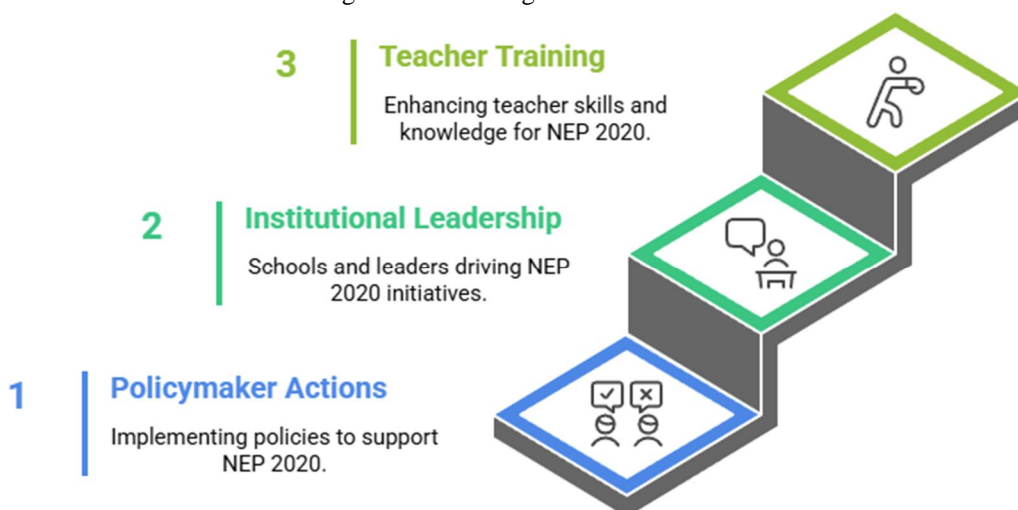 3
Teacher Training
Enhancing teacher skills and
knowledge for NEP 2020.
2
Institutional Leadership
Schools and leaders driving NEP
2020 initiatives.
1
Policymaker Actions
Implementing policies to support
NEP 2020.